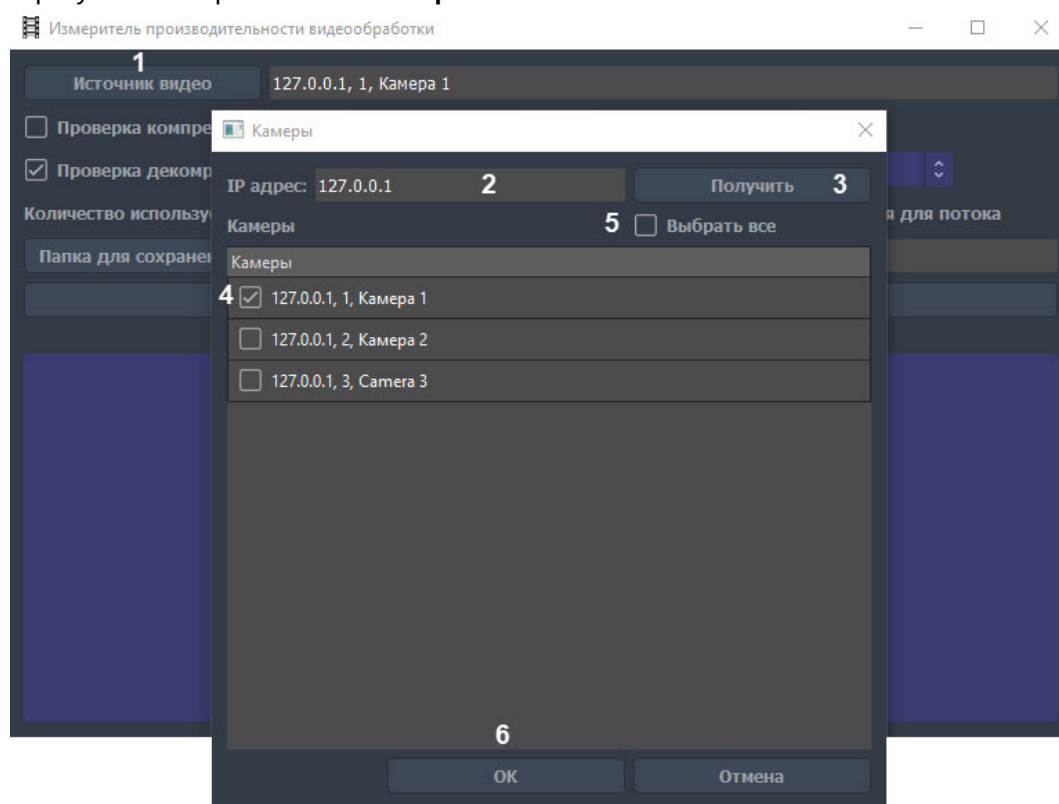 Измеритель производительности видеообработки
1
Источник видео 127.0.0.1, 1, Камера 1
Проверка компре
Камеры
Проверка декомр
IP адрес: 127.0.0.1 2 Получить 3
Количество использу
я для потока
Камеры 5 Выбрать все
Папка для сохранен
Камеры
4 127.0.0.1, 1, Камера 1
127.0.0.1, 2, Камера 2
127.0.0.1, 3, Camera 3
6
ОК Отмена